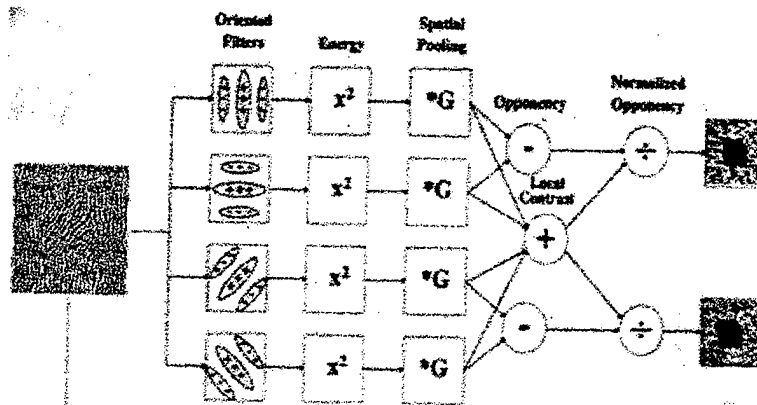 Oriented
Filters
Energy
Spatial
Pooling
Opponency
Normalized
Opponency
Local
Contrast
x²
*G
-
÷
x²
*G
+
x²
*G
-
÷
x²
*G